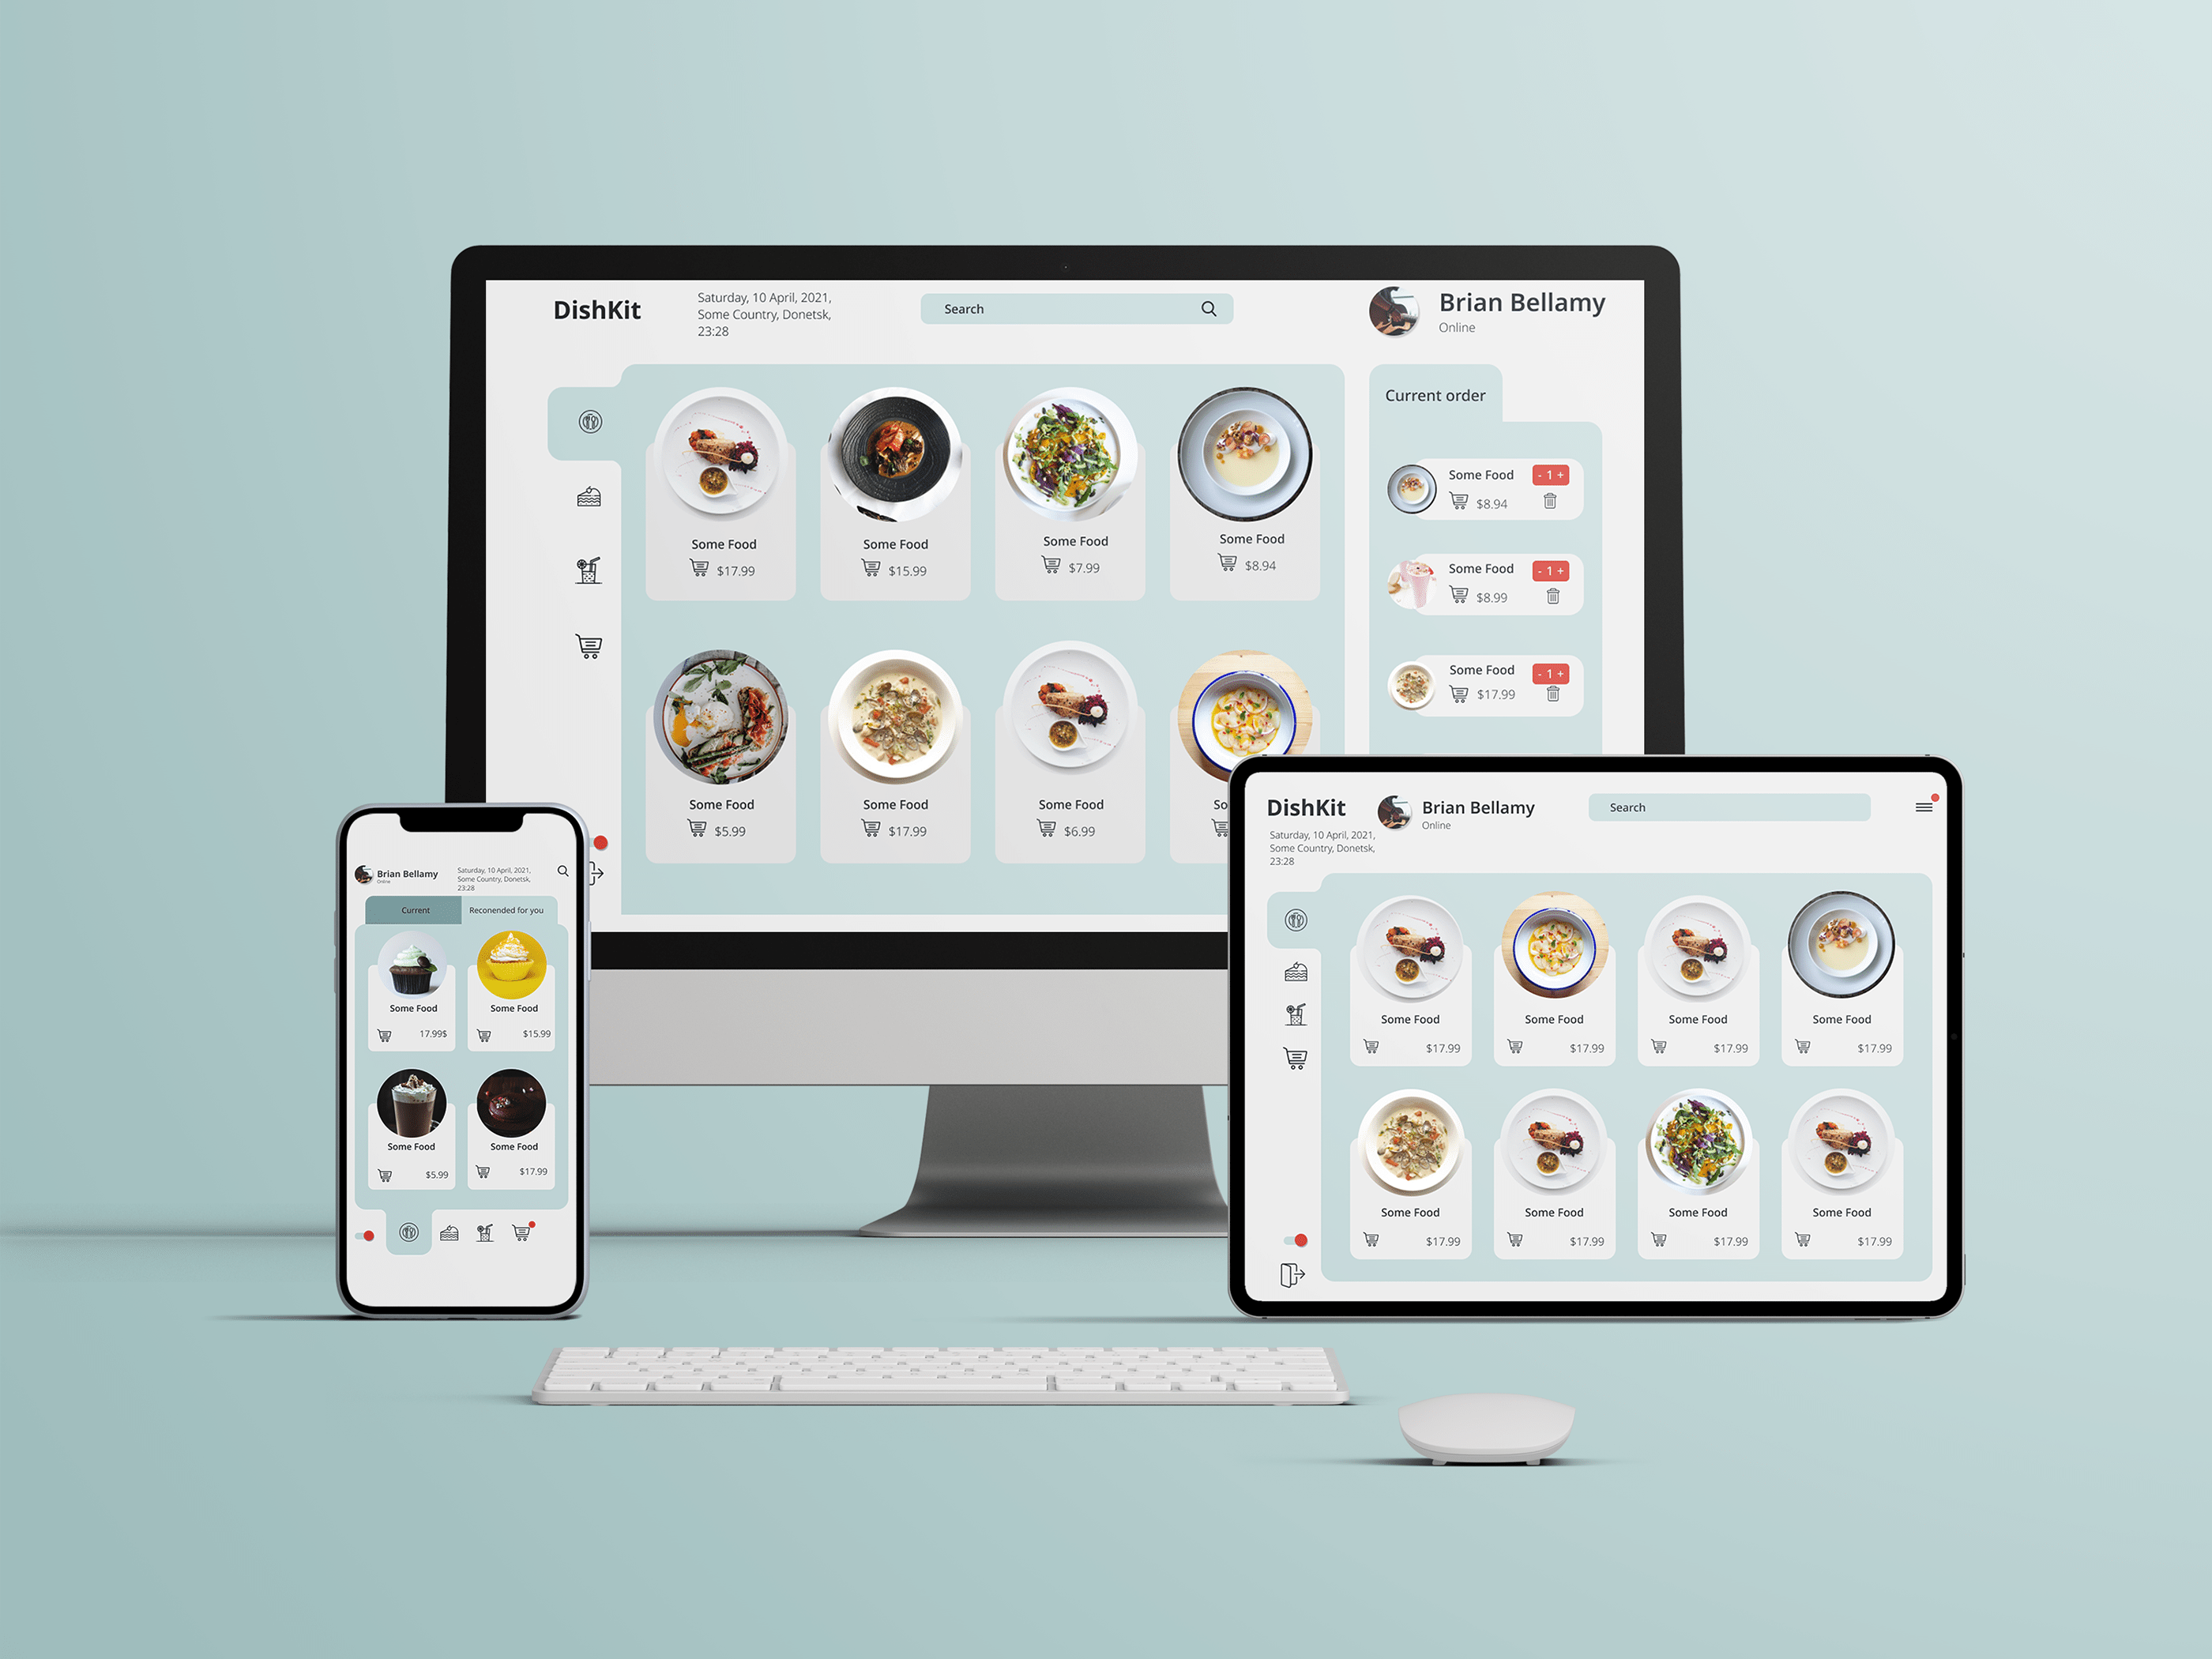 DishKit
Saturday, 10 April, 2021,
Some Country, Donetsk,
23:28
Search
Brian Bellamy
Online
Some Food
$17.99
Some Food
$15.99
Some Food
$7.99
Some Food
$8.94
Some Food
$5.99
Some Food
$17.99
Some Food
$6.99
So
Current order
Some Food
- 1 +
$8.94
Some Food
- 1 +
$8.99
Some Food
- 1 +
$17.99
Brian Bellamy
Online
Saturday, 10 April, 2021,
Some Country, Donetsk,
23:28
Current
Reconended for you
Some Food
17.99$
Some Food
$15.99
Some Food
$5.99
Some Food
$17.99
DishKit
Brian Bellamy
Online
Search
Saturday, 10 April, 2021,
Some Country, Donetsk,
23:28
Some Food
$17.99
Some Food
$17.99
Some Food
$17.99
Some Food
$17.99
Some Food
$17.99
Some Food
$17.99
Some Food
$17.99
Some Food
$17.99